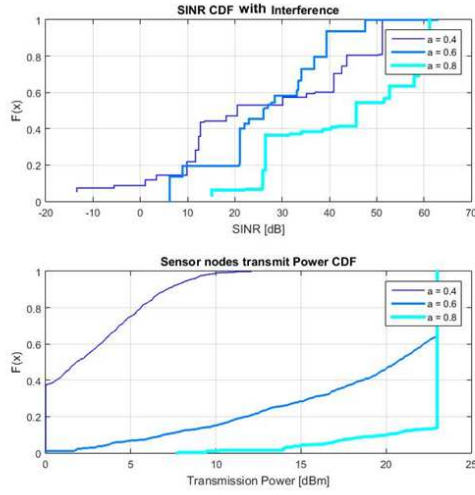 SINR CDF with Interference
F(x)
1
0.8
0.6
0.4
0.2
0
-20 -10 0 10 20 30 40 50 60 70
SINR [dB]
a = 0.4
a = 0.6
a = 0.8
Sensor nodes transmit Power CDF
F(x)
1
0.8
0.6
0.4
0.2
0
0 5 10 15 20 25
Transmission Power [dBm]
a = 0.4
a = 0.6
a = 0.8